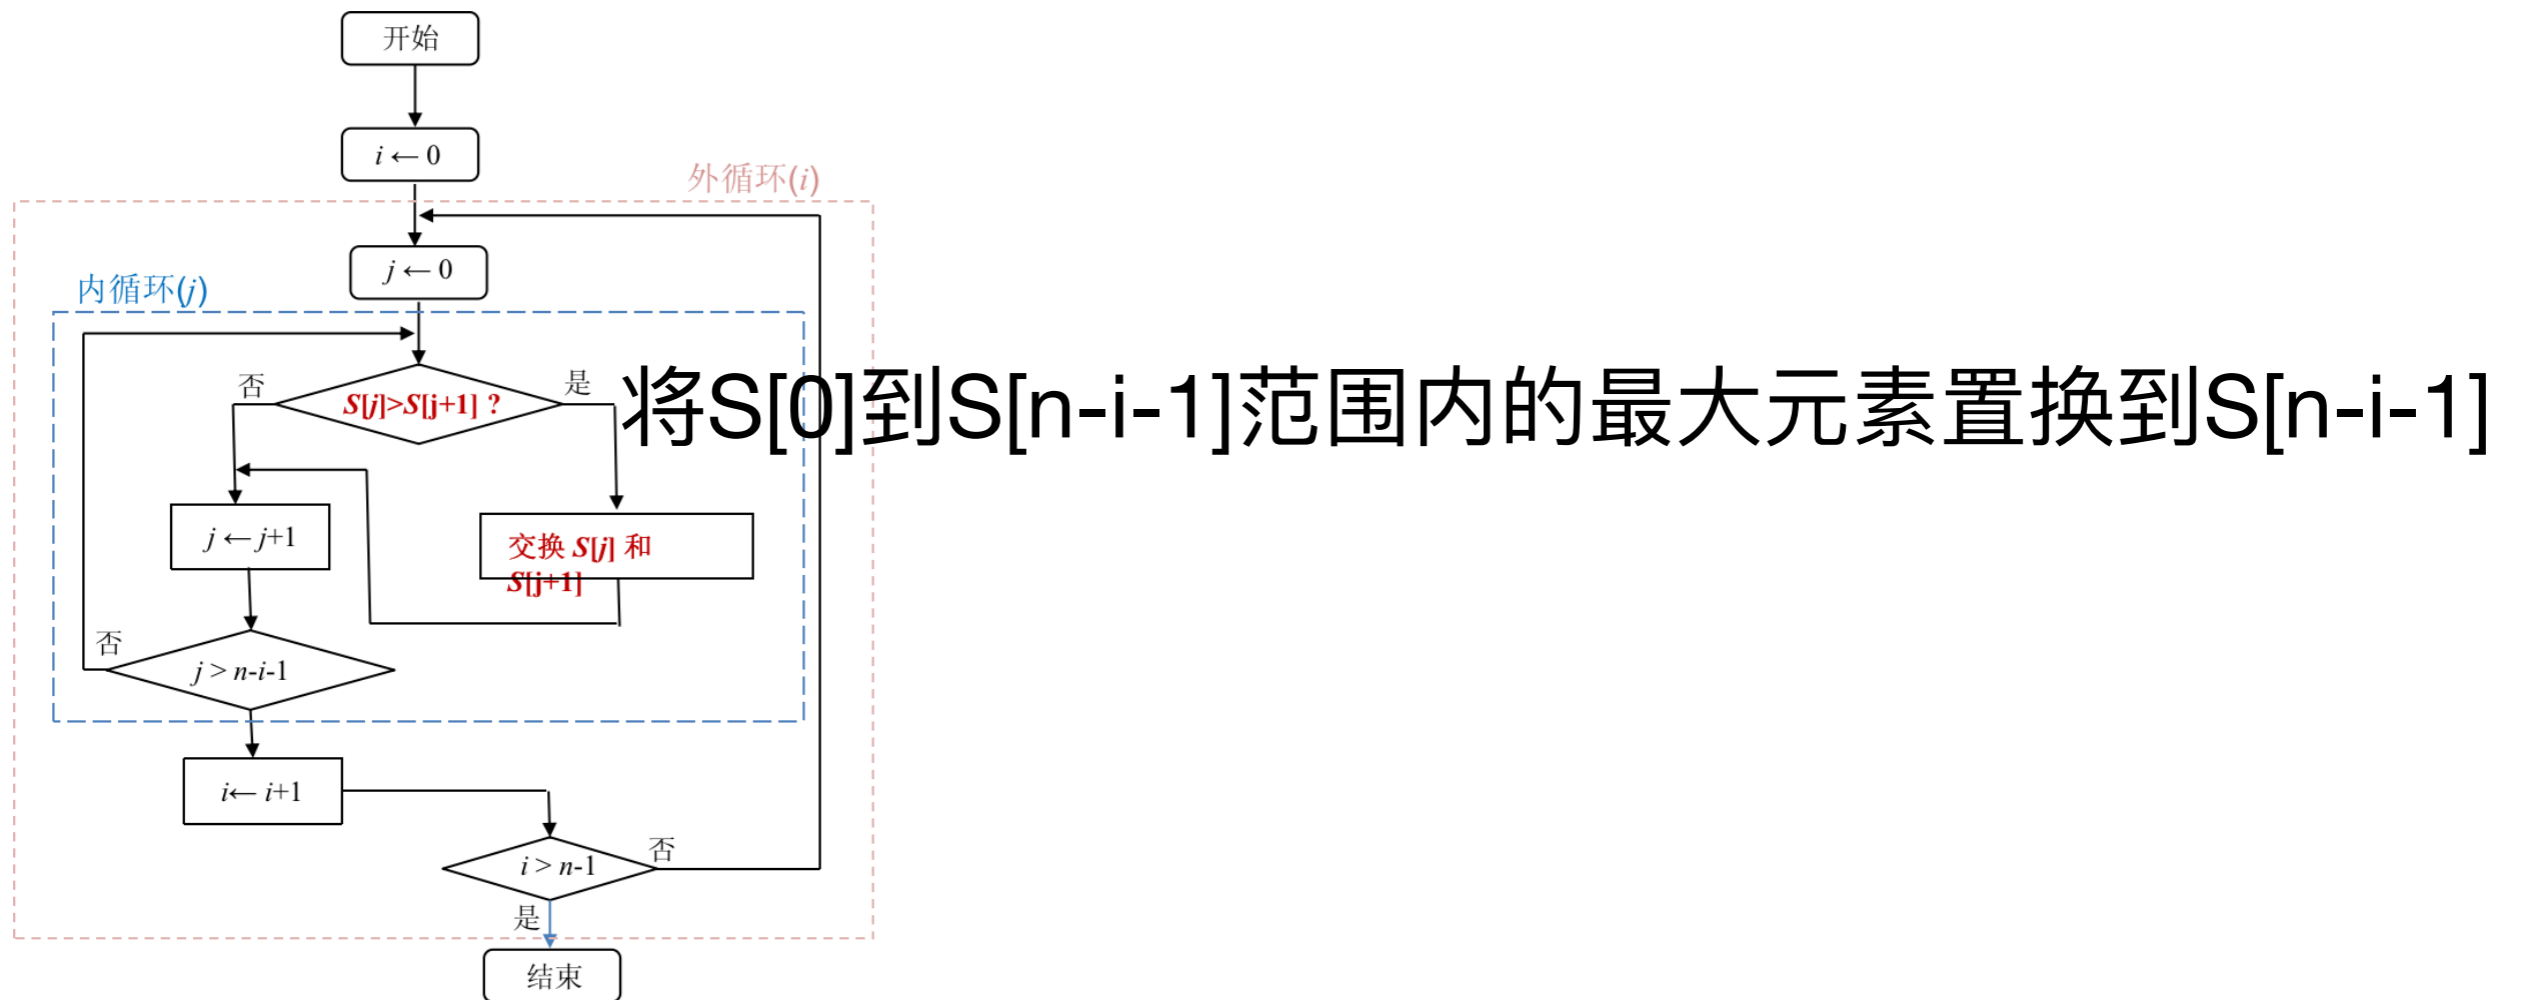 开始
i ← 0
外循环(i)
j ← 0
内循环(j)
否
S[j]>S[j+1] ?
是
将S[0]到S[n-i-1]范围内的最大元素置换到S[n-i-1]
j ← j+1
交换 S[j] 和
S[j+1]
否
j > n-i-1
i← i+1
i > n-1
否
是
结束